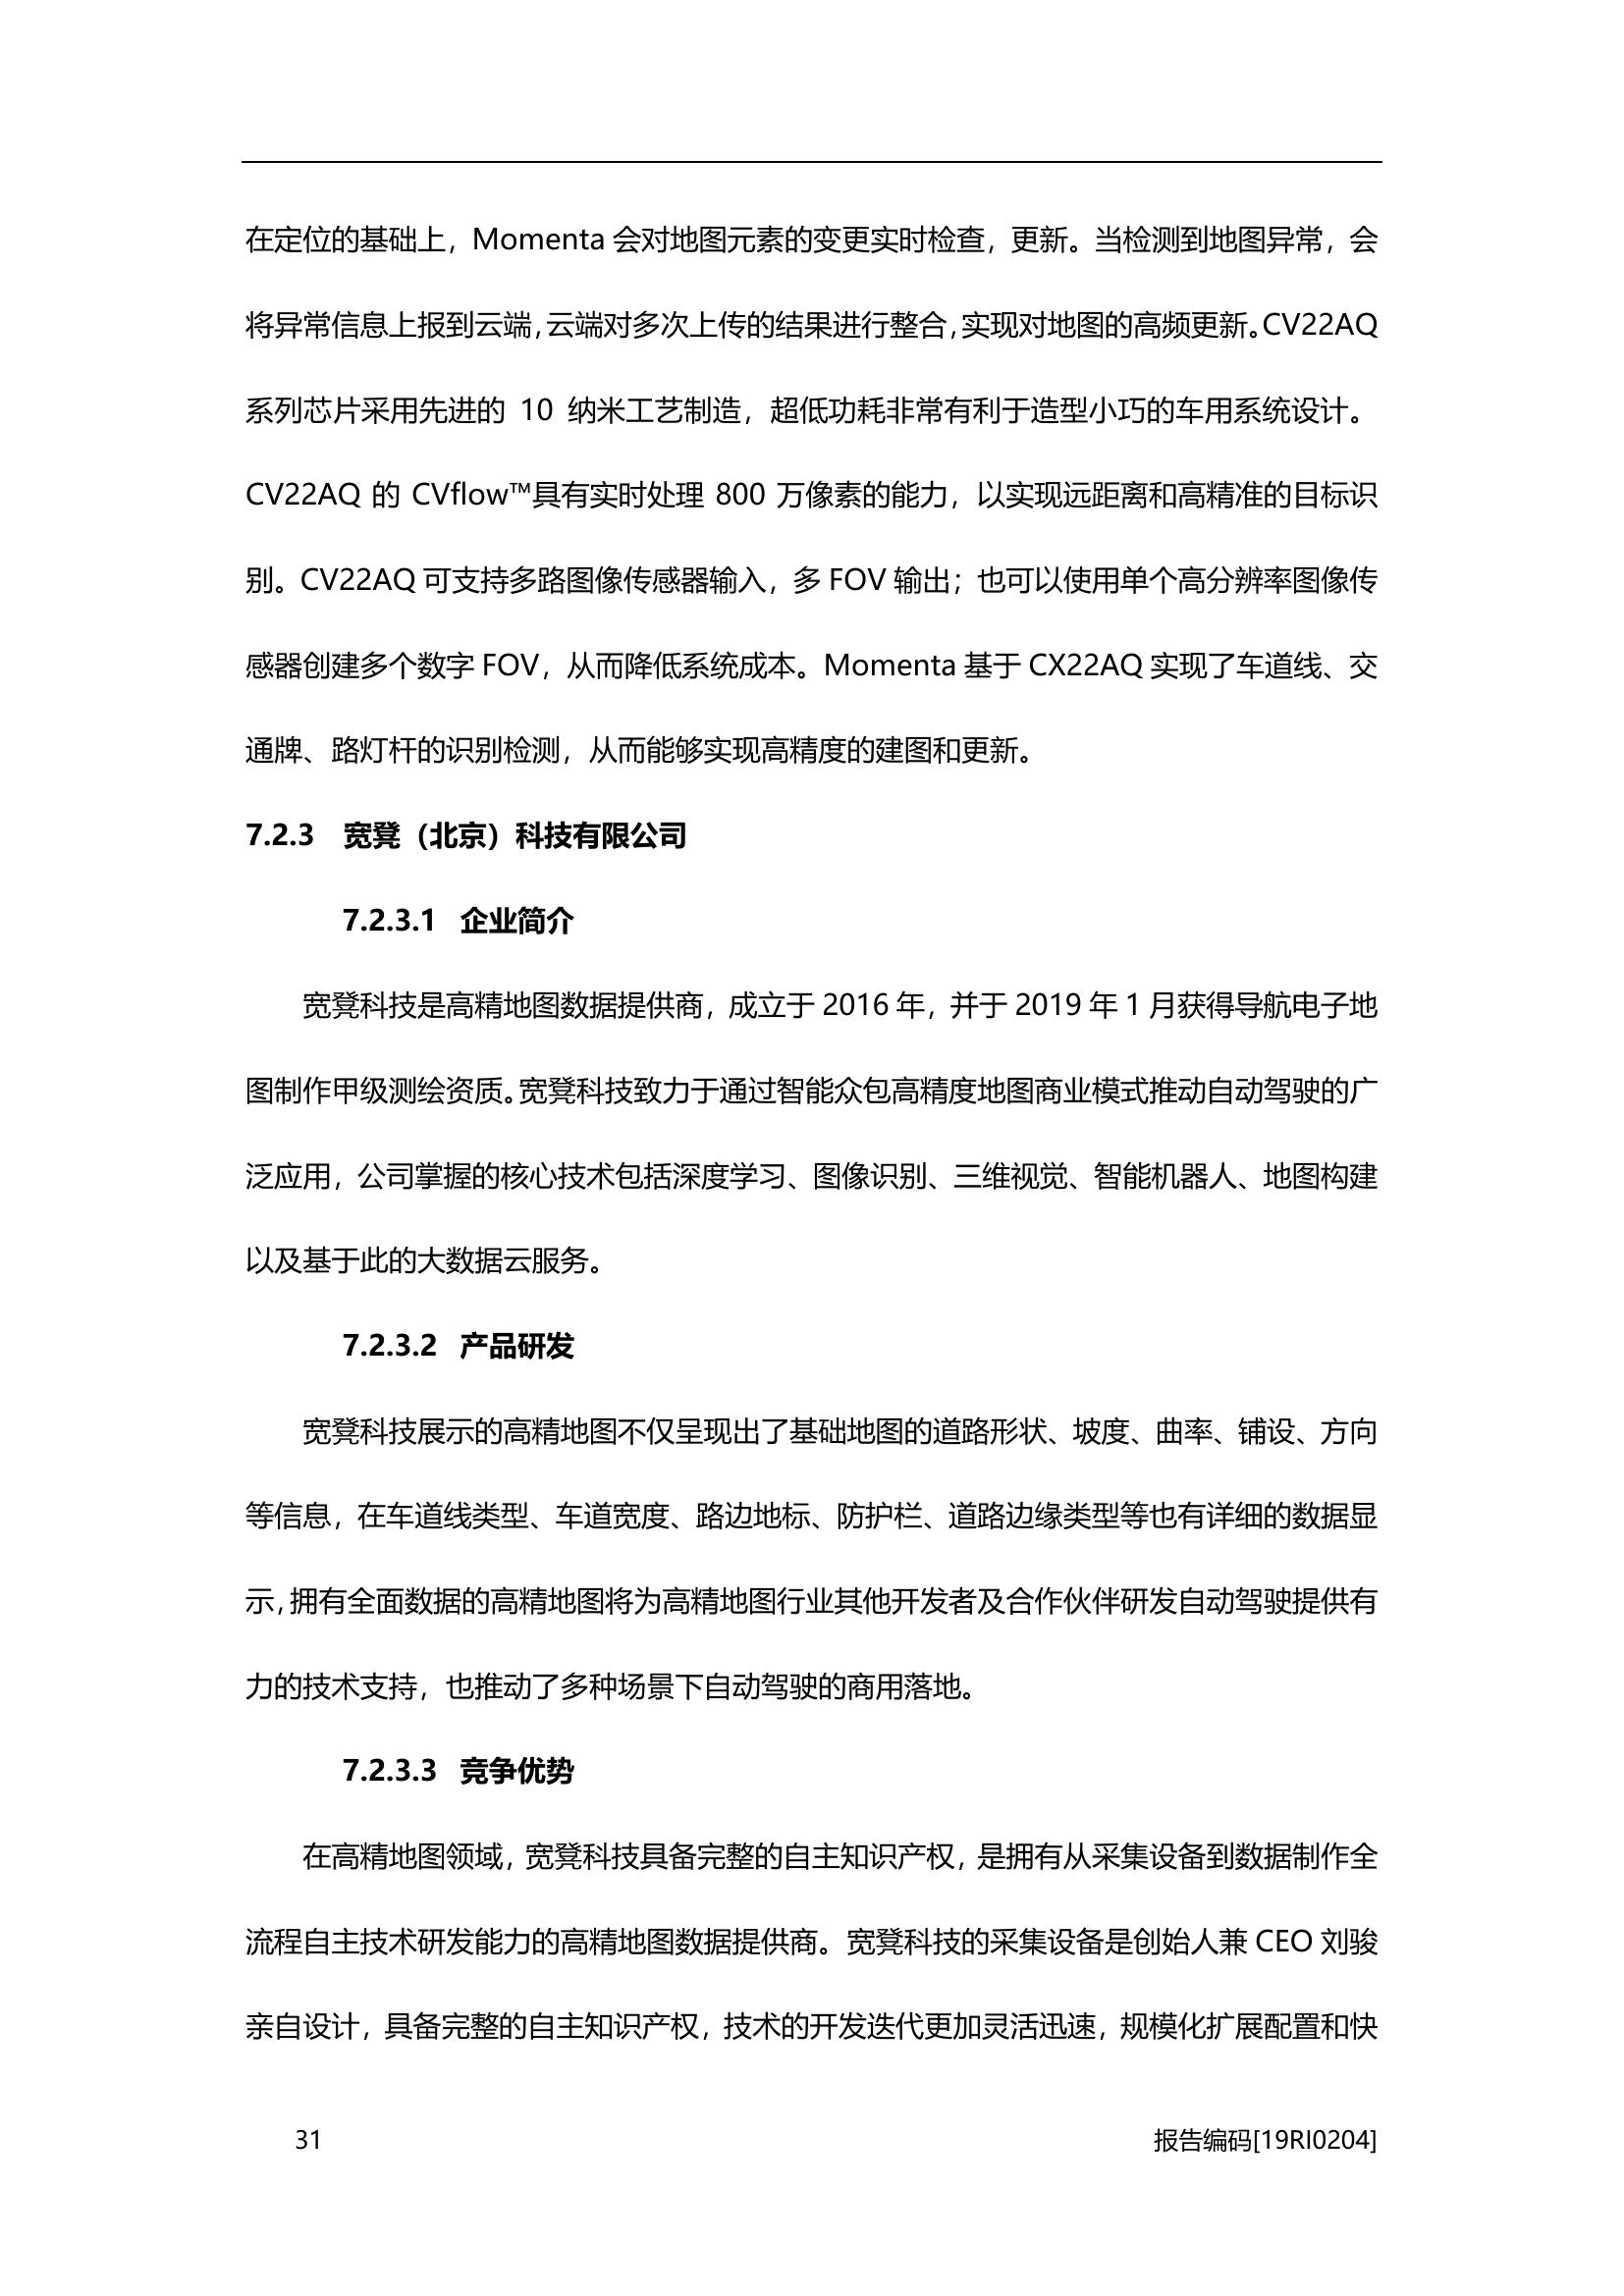 在定位的基础上，Momenta 会对地图元素的变更实时检查，更新。当检测到地图异常，会
将异常信息上报到云端，云端对多次上传的结果进行整合，实现对地图的高频更新。CV22AQ
系列芯片采用先进的 10 纳米工艺制造，超低功耗非常有利于造型小巧的车用系统设计。
CV22AQ 的 CVflow™具有实时处理 800 万像素的能力，以实现远距离和高精准的目标识
别。CV22AQ 可支持多路图像传感器输入，多 FOV 输出；也可以使用单个高分辨率图像传
感器创建多个数字 FOV，从而降低系统成本。Momenta 基于 CX22AQ 实现了车道线、交
通牌、路灯杆的识别检测，从而能够实现高精度的建图和更新。
7.2.3 宽凳（北京）科技有限公司
7.2.3.1 企业简介
宽凳科技是高精地图数据提供商，成立于 2016 年，并于 2019 年 1 月获得导航电子地
图制作甲级测绘资质。宽凳科技致力于通过智能众包高精度地图商业模式推动自动驾驶的广
泛应用，公司掌握的核心技术包括深度学习、图像识别、三维视觉、智能机器人、地图构建
以及基于此的大数据云服务。
7.2.3.2 产品研发
宽凳科技展示的高精地图不仅呈现出了基础地图的道路形状、坡度、曲率、铺设、方向
等信息，在车道线类型、车道宽度、路边地标、防护栏、道路边缘类型等也有详细的数据显
示，拥有全面数据的高精地图将为高精地图行业其他开发者及合作伙伴研发自动驾驶提供有
力的技术支持，也推动了多种场景下自动驾驶的商用落地。
7.2.3.3 竞争优势
在高精地图领域，宽凳科技具备完整的自主知识产权，是拥有从采集设备到数据制作全
流程自主技术研发能力的高精地图数据提供商。宽凳科技的采集设备是创始人兼 CEO 刘骏
亲自设计，具备完整的自主知识产权，技术的开发迭代更加灵活迅速，规模化扩展配置和快
31 报告编码[19RI0204]